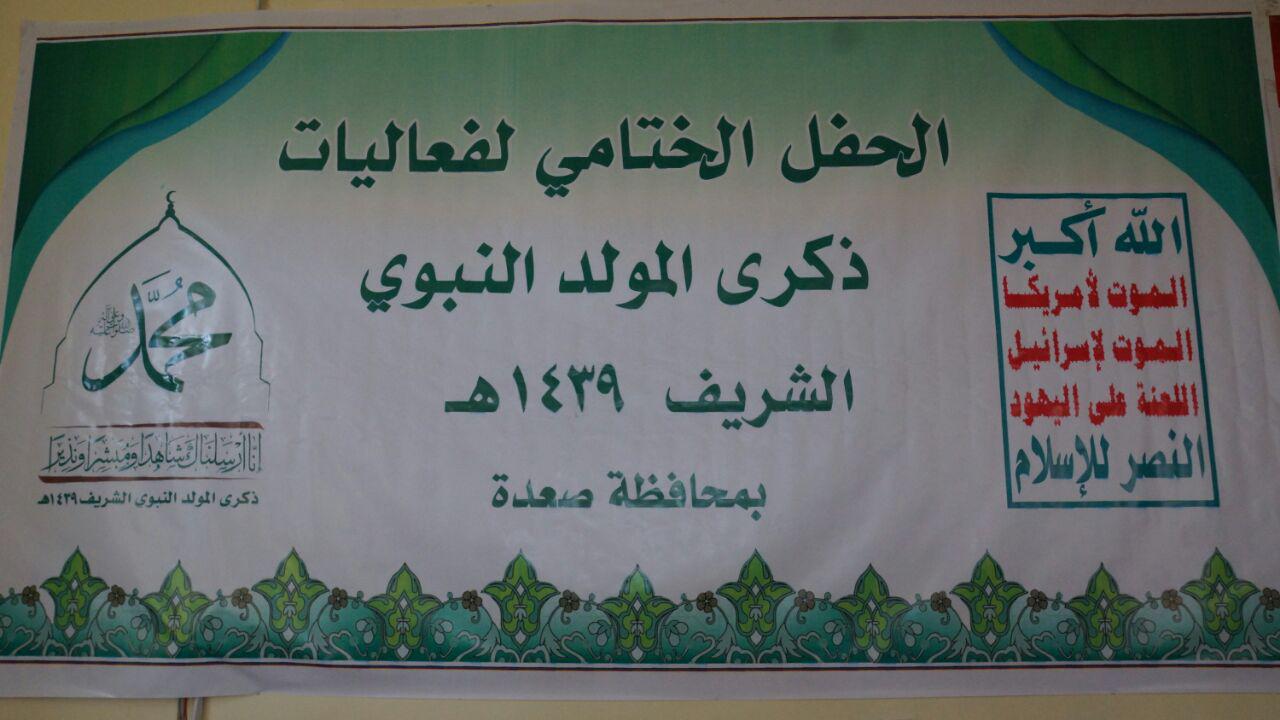 الحفل الختامي لفعاليات
ذكرى المولد النبوي
الشريف ١٤٣٩هـ
بمحافظة صعدة
الله أكبر
الموت لأمريكا
الموت لإسرائيل
اللعنة على اليهود
النصر للإسلام
محمد
إنا أرسلناك شاهدا ومبشرا ونذيرا
ذكرى المولد النبوي الشريف ١٤٣٩هـ